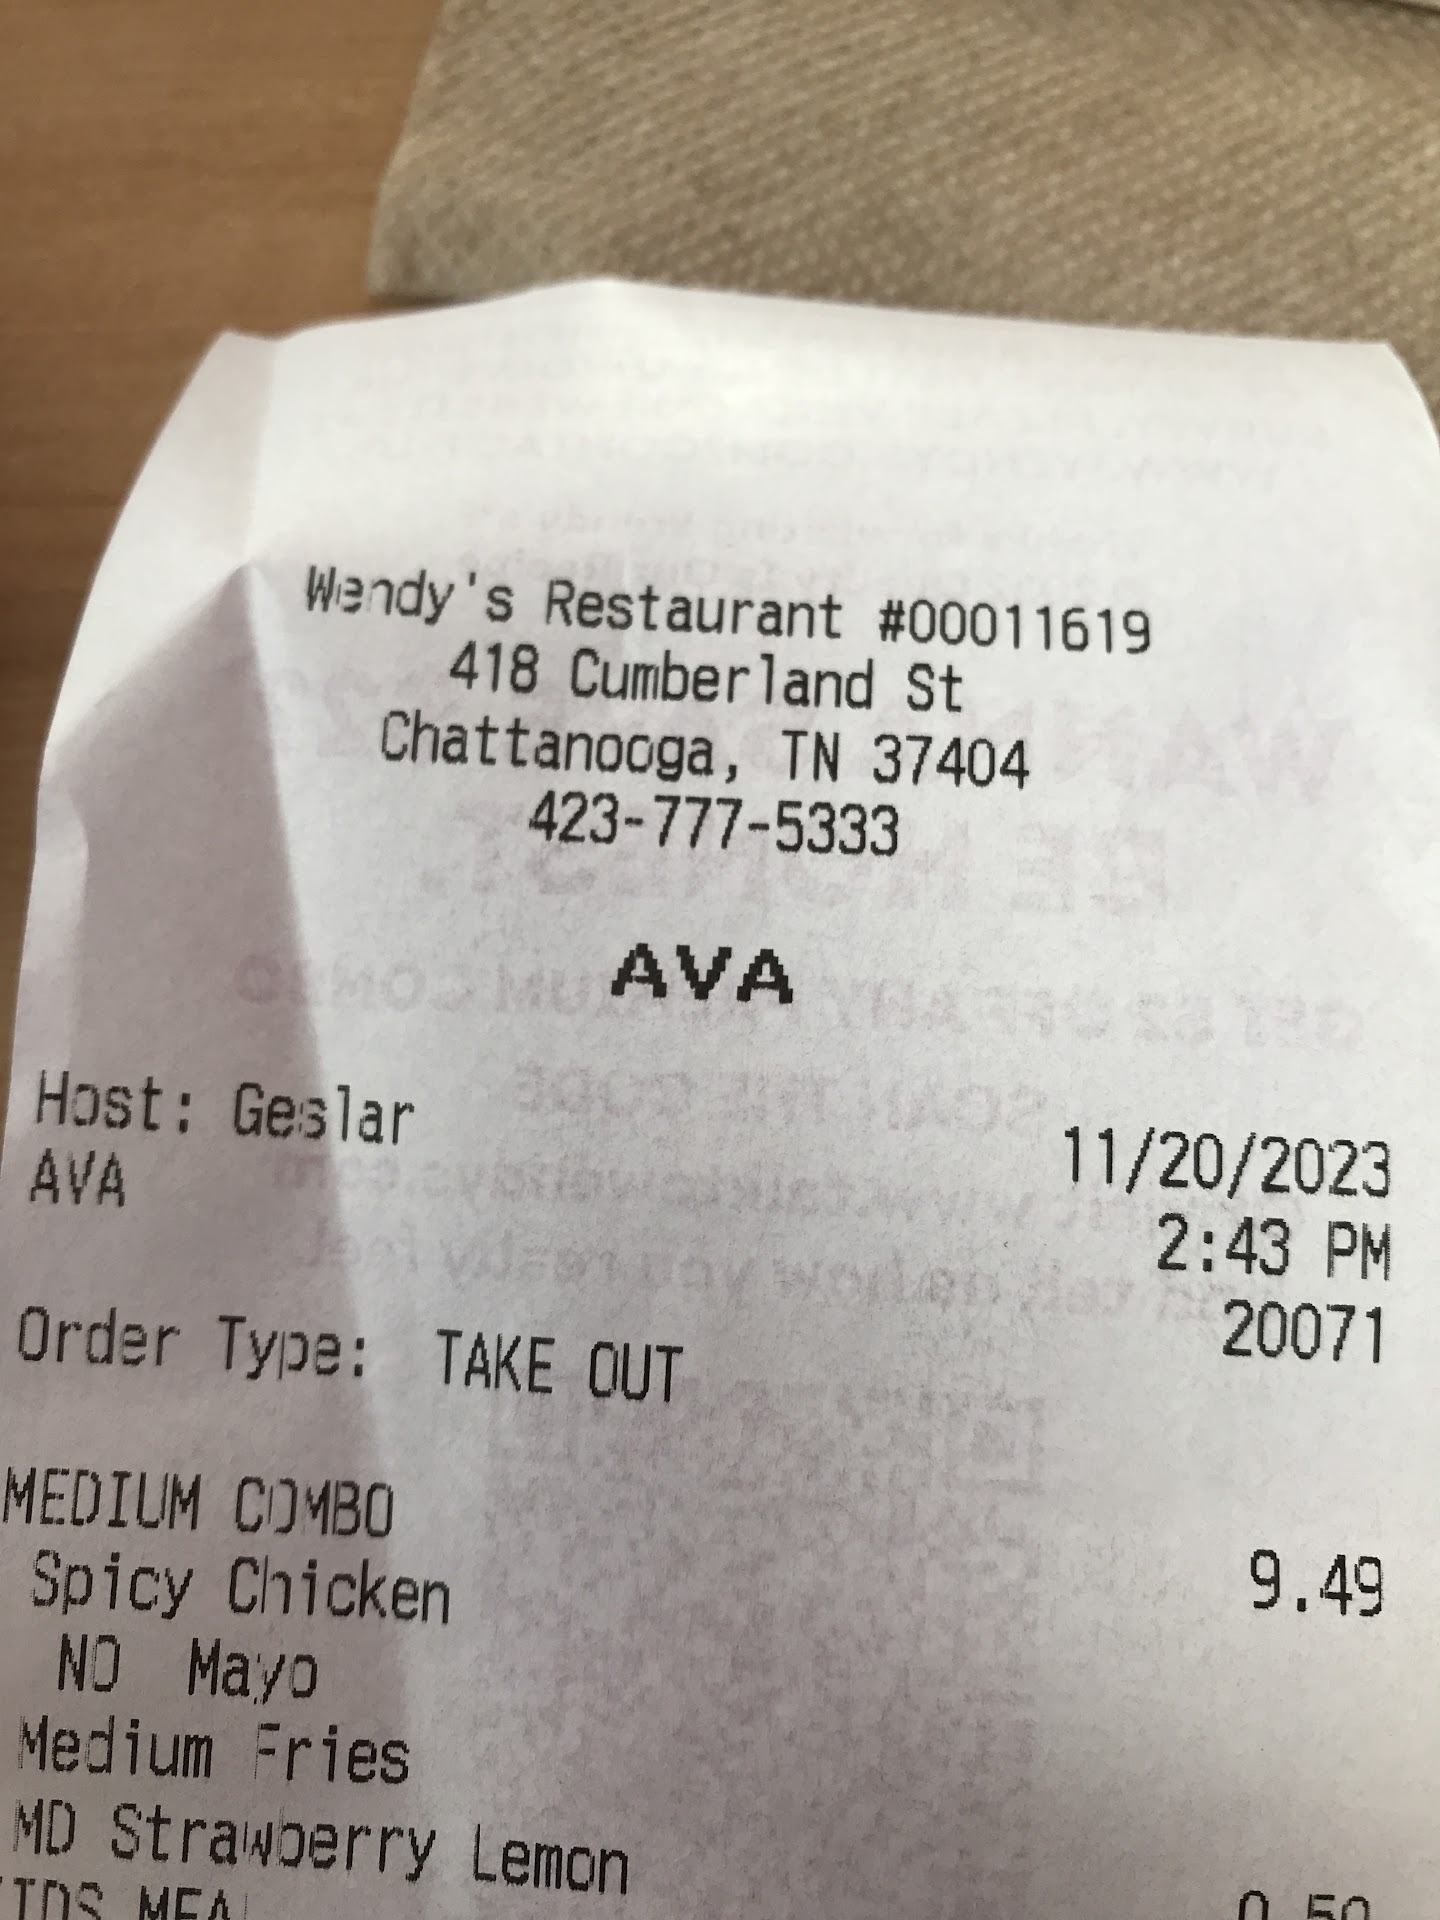 Wendy's Restaurant #00011619
418 Cumberland St
Chattanooga, TN 37404
423-777-5333
AVA
Host: Geslar
11/20/2023
AVA
2:43 PM
20071
Order Type: TAKE OUT
MEDIUM COMBO
Spicy Chicken 9.49
NO Mayo
Medium Fries
MD Strawberry Lemon